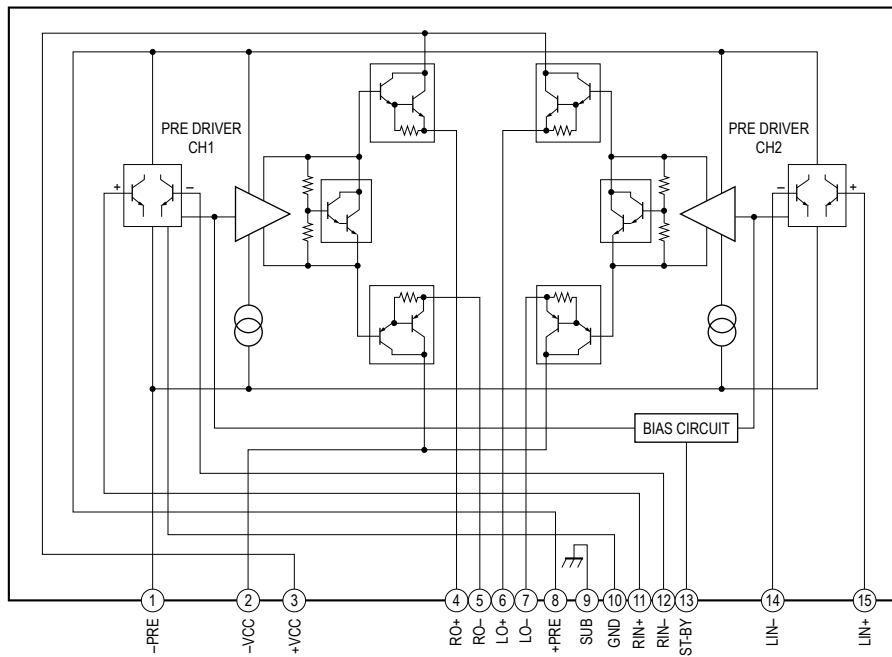 PRE DRIVER
CH1
PRE DRIVER
CH2
+
−
−
+
BIAS CIRCUIT
1
2
3
4
5
6
7
8
9
10
11
12
13
14
15
−PRE
−VCC
+VCC
RO+
RO−
LO+
LO−
+PRE
SUB
GND
RIN+
RIN−
ST-BY
LIN−
LIN+